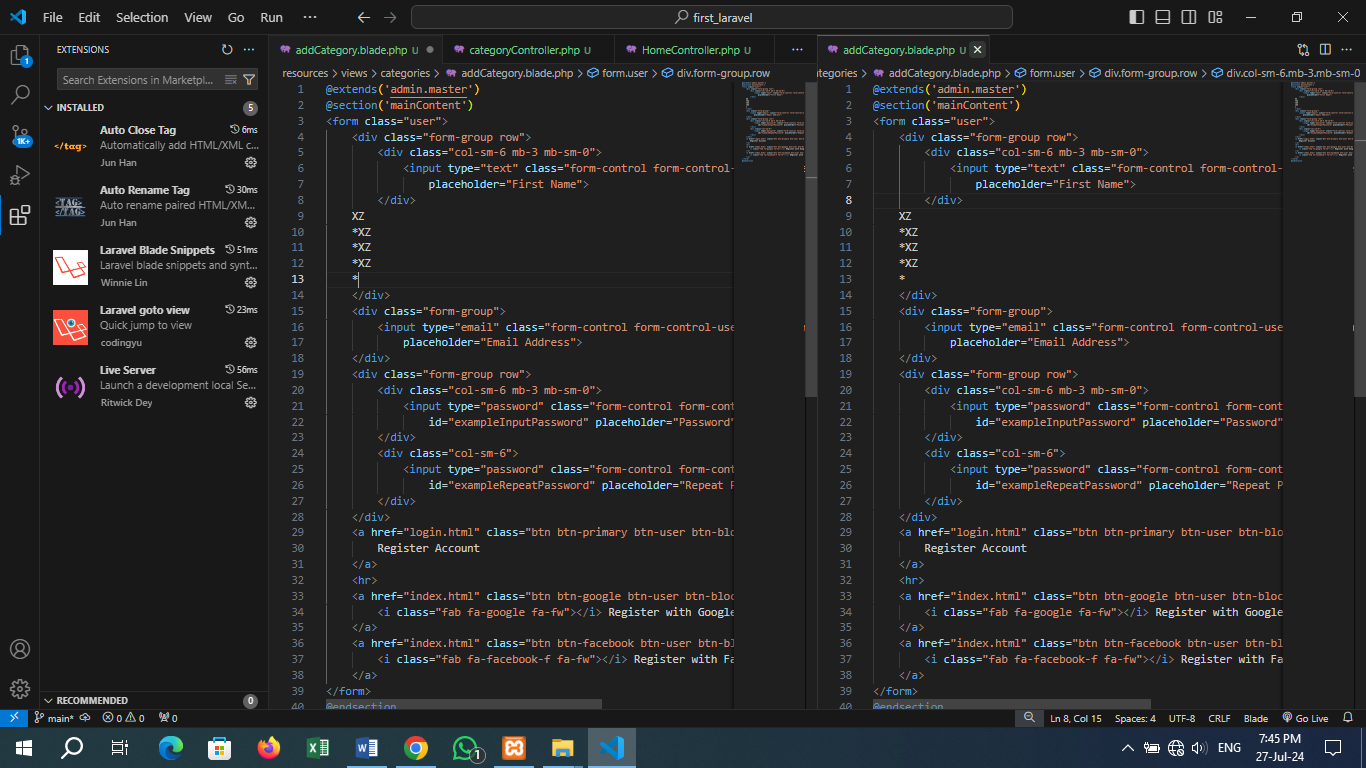 File Edit Selection View Go Run ··· first_laravel
EXTENSIONS
Search Extensions in Marketpl...
INSTALLED 5
Auto Close Tag 6ms
Automatically add HTML/XML c...
Jun Han
Auto Rename Tag 30ms
Auto rename paired HTML/XM...
Jun Han
Laravel Blade Snippets 51ms
Laravel blade snippets and synt...
Winnie Lin
Laravel goto view 23ms
Quick jump to view
codingyu
Live Server 56ms
Launch a development local Se...
Ritwick Dey
RECOMMENDED 0
1
1K+
</tag>
<TAG>
</TAG>
addCategory.blade.php U ● categoryController.php U HomeController.php U ···
resources > views > categories > addCategory.blade.php > form.user > div.form-group.row
1 @extends('admin.master')
2 @section('mainContent')
3 <form class="user">
4 <div class="form-group row">
5 <div class="col-sm-6 mb-3 mb-sm-0">
6 <input type="text" class="form-control form-control-
7 placeholder="First Name">
8 </div>
9 XZ
10 *XZ
11 *XZ
12 *XZ
13 *
14 </div>
15 <div class="form-group">
16 <input type="email" class="form-control form-control-use
17 placeholder="Email Address">
18 </div>
19 <div class="form-group row">
20 <div class="col-sm-6 mb-3 mb-sm-0">
21 <input type="password" class="form-control form-cont
22 id="exampleInputPassword" placeholder="Password"
23 </div>
24 <div class="col-sm-6">
25 <input type="password" class="form-control form-cont
26 id="exampleRepeatPassword" placeholder="Repeat P
27 </div>
28 </div>
29 <a href="login.html" class="btn btn-primary btn-user btn-bloc
30 Register Account
31 </a>
32 <hr>
33 <a href="index.html" class="btn btn-google btn-user btn-bloc
34 <i class="fab fa-google fa-fw"></i> Register with Google
35 </a>
36 <a href="index.html" class="btn btn-facebook btn-user btn-bl
37 <i class="fab fa-facebook-f fa-fw"></i> Register with Fa
38 </a>
39 </form>
40 @endsection
addCategory.blade.php U
ategories > addCategory.blade.php > form.user > div.form-group.row > div.col-sm-6.mb-3.mb-sm-0
1 @extends('admin.master')
2 @section('mainContent')
3 <form class="user">
4 <div class="form-group row">
5 <div class="col-sm-6 mb-3 mb-sm-0">
6 <input type="text" class="form-control form-control-
7 placeholder="First Name">
8 </div>
9 XZ
10 *XZ
11 *XZ
12 *XZ
13 *
14 </div>
15 <div class="form-group">
16 <input type="email" class="form-control form-control-use
17 placeholder="Email Address">
18 </div>
19 <div class="form-group row">
20 <div class="col-sm-6 mb-3 mb-sm-0">
21 <input type="password" class="form-control form-cont
22 id="exampleInputPassword" placeholder="Password"
23 </div>
24 <div class="col-sm-6">
25 <input type="password" class="form-control form-cont
26 id="exampleRepeatPassword" placeholder="Repeat P
27 </div>
28 </div>
29 <a href="login.html" class="btn btn-primary btn-user btn-bloc
30 Register Account
31 </a>
32 <hr>
33 <a href="index.html" class="btn btn-google btn-user btn-bloc
34 <i class="fab fa-google fa-fw"></i> Register with Google
35 </a>
36 <a href="index.html" class="btn btn-facebook btn-user btn-bl
37 <i class="fab fa-facebook-f fa-fw"></i> Register with Fa
38 </a>
39 </form>
40 @endsection
main* 0 0 0 Ln 8, Col 15 Spaces: 4 UTF-8 CRLF Blade Go Live
1 ENG 7:45 PM
27-Jul-24